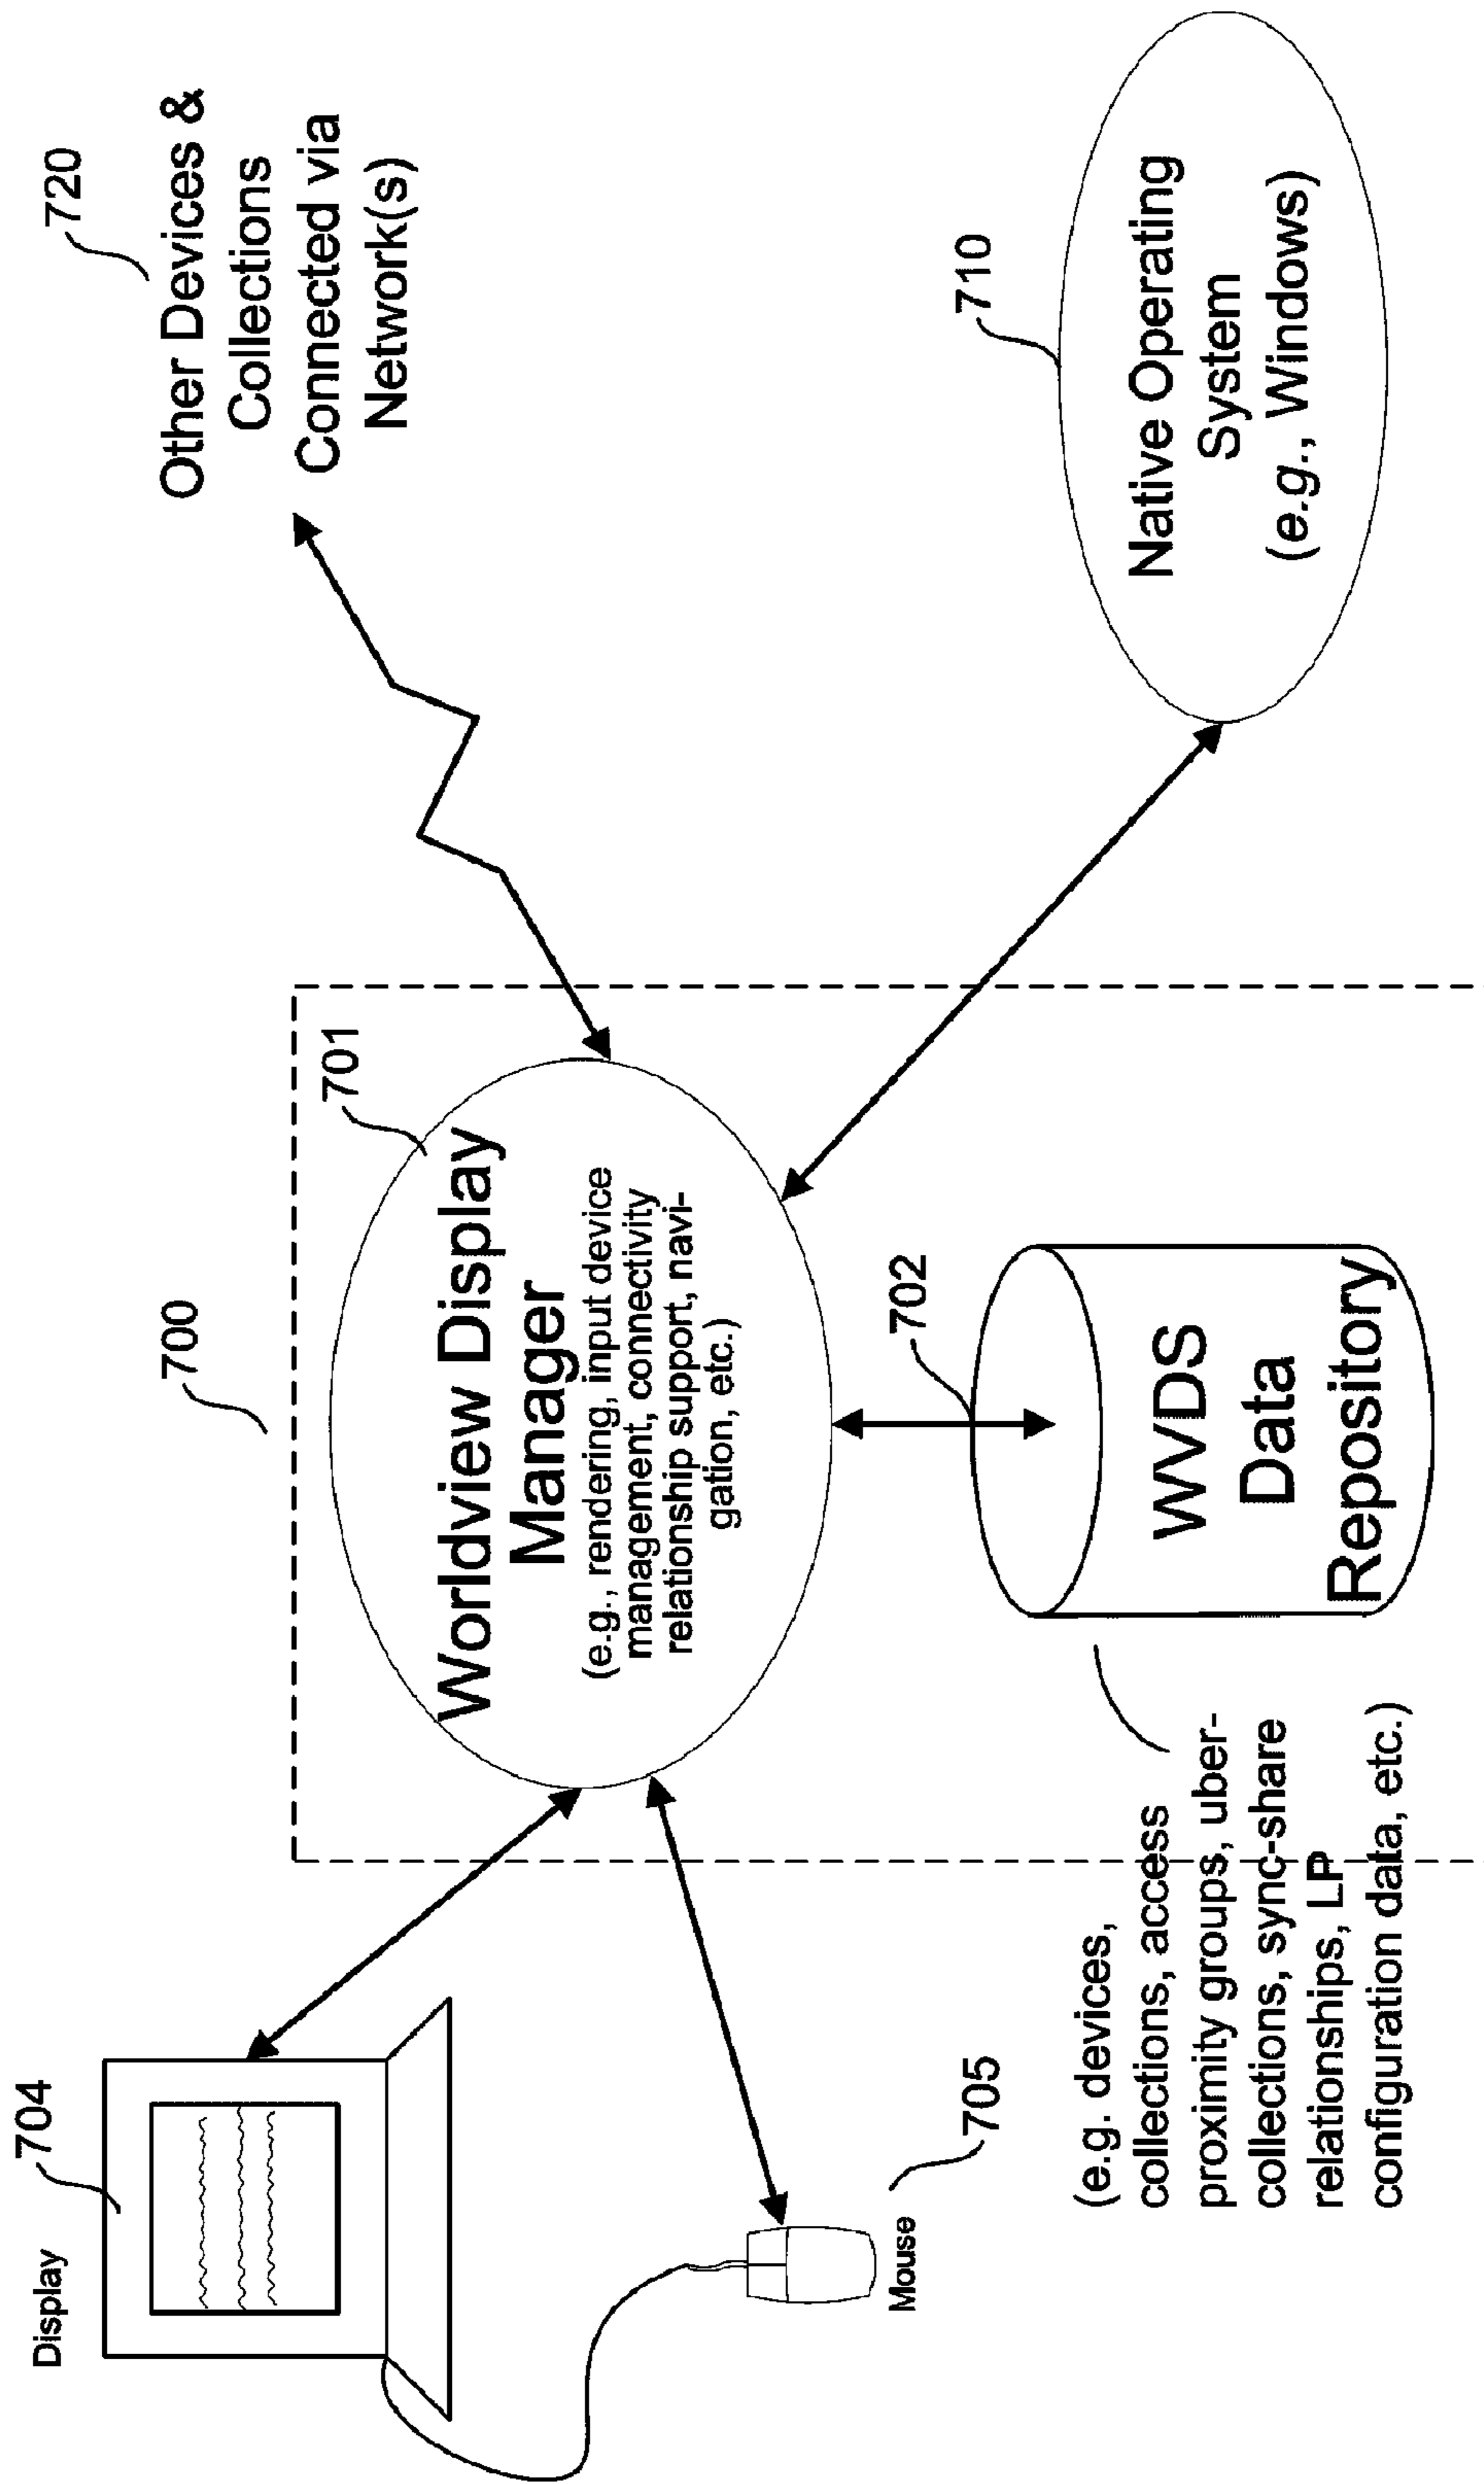 Display
704
700
720
Other Devices &
Collections
Connected via
Network(s)
701
Worldview Display
Manager
(e.g., rendering, input device
management, connectivity
relationship support, navi-
gation, etc.)
Mouse
705
702
710
Native Operating
System
(e.g., Windows)
(e.g. devices,
collections, access
proximity groups, uber-
collections, sync-share
relationships, LP
configuration data, etc.)
WVDS
Data
Repository